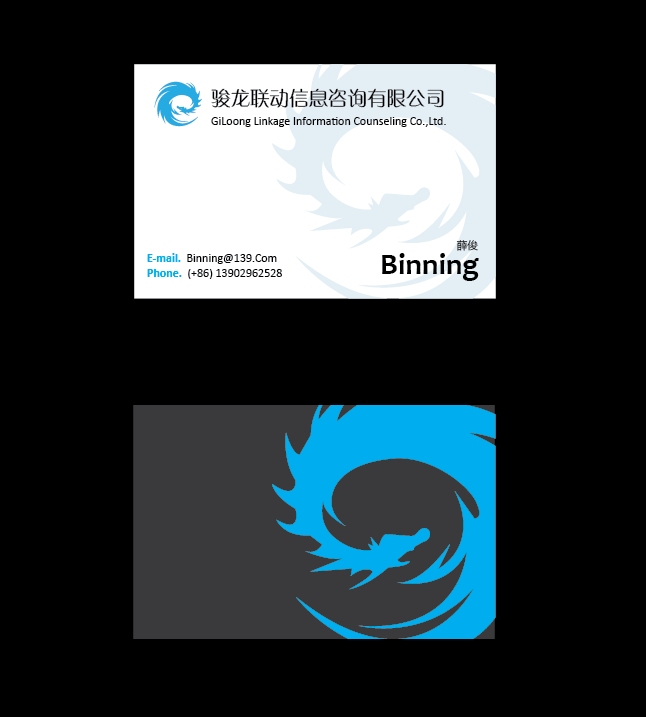 骏龙联动信息咨询有限公司
GiLoong Linkage Information Counseling Co.,Ltd.
薛俊
Binning
E-mail. Binning@139.Com
Phone. (+86) 13902962528